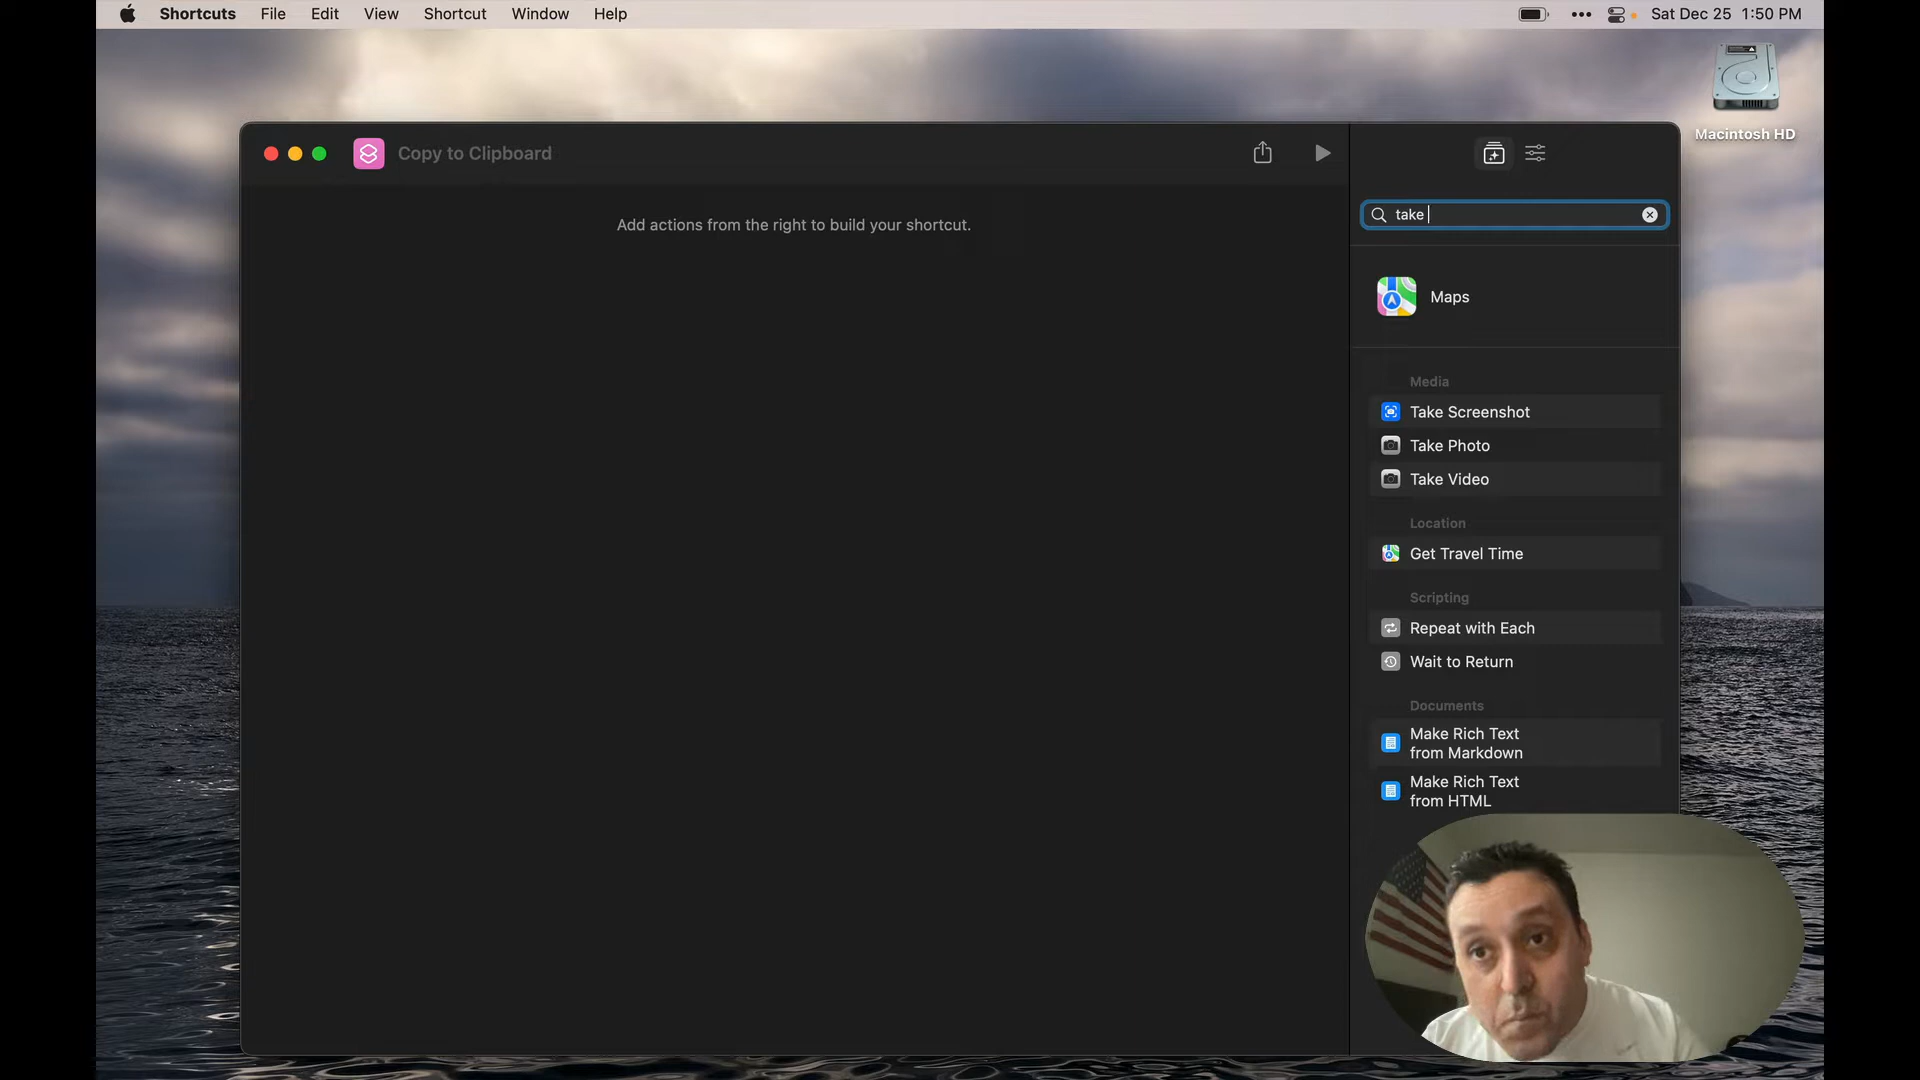 Shortcuts File Edit View Shortcut Window Help Sat Dec 25 1:50 PM
Macintosh HD
Copy to Clipboard
Add actions from the right to build your shortcut.
take
Maps
Media
Take Screenshot
Take Photo
Take Video
Location
Get Travel Time
Scripting
Repeat with Each
Wait to Return
Documents
Make Rich Text
from Markdown
Make Rich Text
from HTML